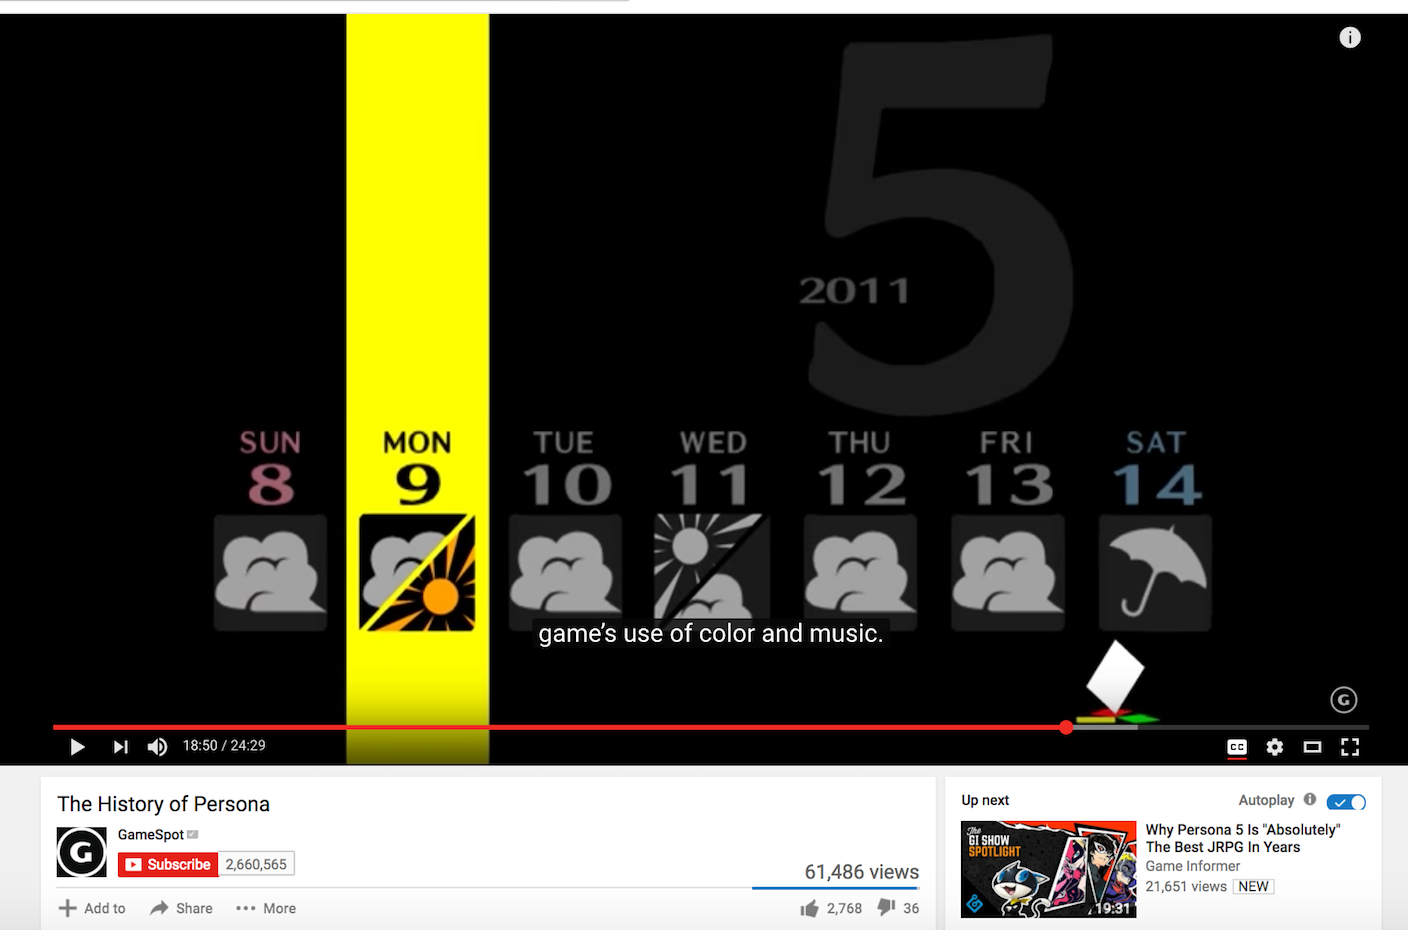 5
2011
SUN MON TUE WED THU FRI SAT
8 9 10 11 12 13 14
game's use of color and music.
G
18:50 / 24:29
CC
The History of Persona
G
GameSpot
Subscribe 2,660,565
61,486 views
Add to Share More
2,768 36
Up next
Autoplay
The
GI SHOW
SPOTLIGHT
19:31
Why Persona 5 Is "Absolutely"
The Best JRPG In Years
Game Informer
21,651 views NEW